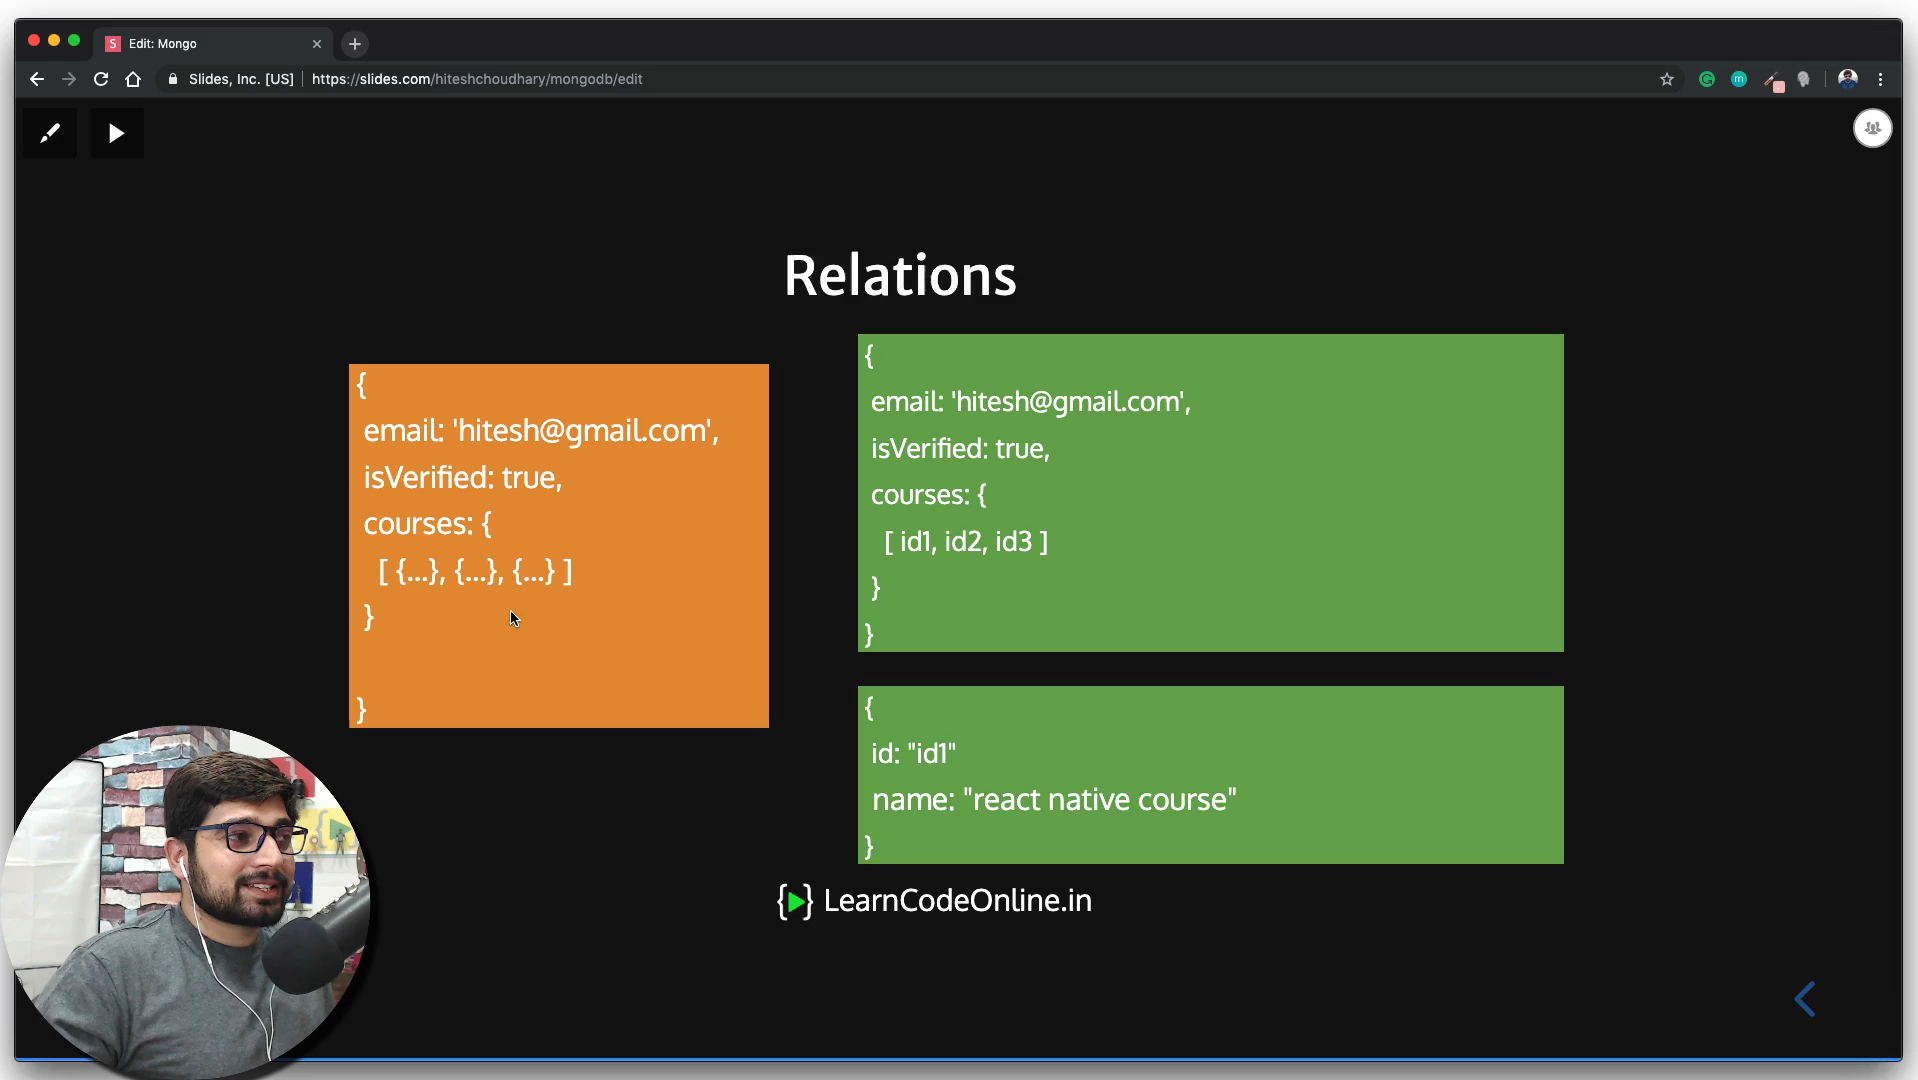 S Edit: Mongo
Slides, Inc. [US] | https://slides.com/hiteshchoudhary/mongodb/edit
Relations
{
email: 'hitesh@gmail.com',
isVerified: true,
courses: {
[ {...}, {...}, {...} ]
}
}
{
email: 'hitesh@gmail.com',
isVerified: true,
courses: {
[ id1, id2, id3 ]
}
}
{
id: "id1"
name: "react native course"
}
{▶} LearnCodeOnline.in